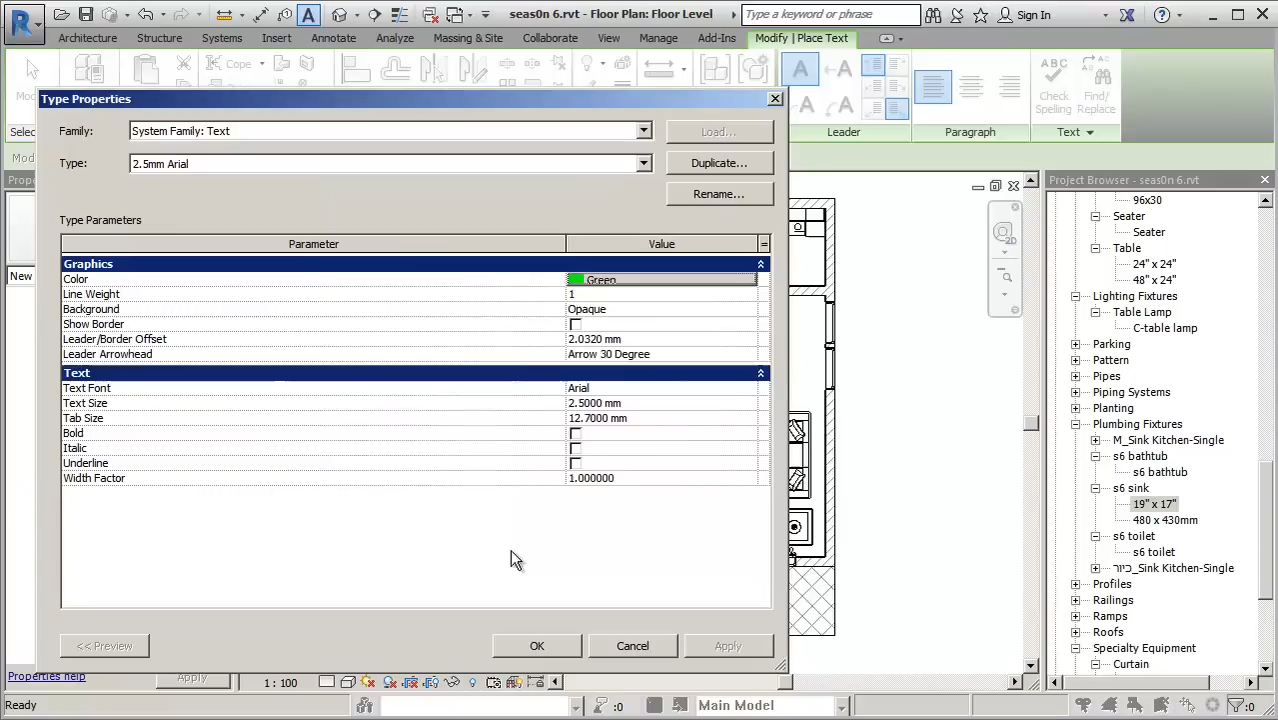 seas0n 6.rvt - Floor Plan: Floor Level
Type a keyword or phrase
Sign In
Architecture
Structure
Systems
Insert
Annotate
Analyze
Massing & Site
Collaborate
View
Manage
Add-Ins
Modify | Place Text
Cope
Check
Spelling
Find/
Replace
Selec
Leader
Paragraph
Text
Type Properties
Family:
System Family: Text
Load...
Type:
2.5mm Arial
Duplicate...
Rename...
Type Parameters
Parameter
Value
=
Graphics
Color
Green
Line Weight
1
Background
Opaque
Show Border
Leader/Border Offset
2.0320 mm
Leader Arrowhead
Arrow 30 Degree
Text
Text Font
Arial
Text Size
2.5000 mm
Tab Size
12.7000 mm
Bold
Italic
Underline
Width Factor
1.000000
<< Preview
OK
Cancel
Apply
Mod
Prop
New
Properties help
Apply
1 : 100
Ready
:0
Main Model
:0
Project Browser - seas0n 6.rvt
96x30
Seater
Seater
Table
24" x 24"
48" x 24"
Lighting Fixtures
Table Lamp
C-table lamp
Parking
Pattern
Pipes
Piping Systems
Planting
Plumbing Fixtures
M_Sink Kitchen-Single
s6 bathtub
s6 bathtub
s6 sink
19" x 17"
480 x 430mm
s6 toilet
s6 toilet
כיור_Sink Kitchen-Single
Profiles
Railings
Ramps
Roofs
Specialty Equipment
Curtain